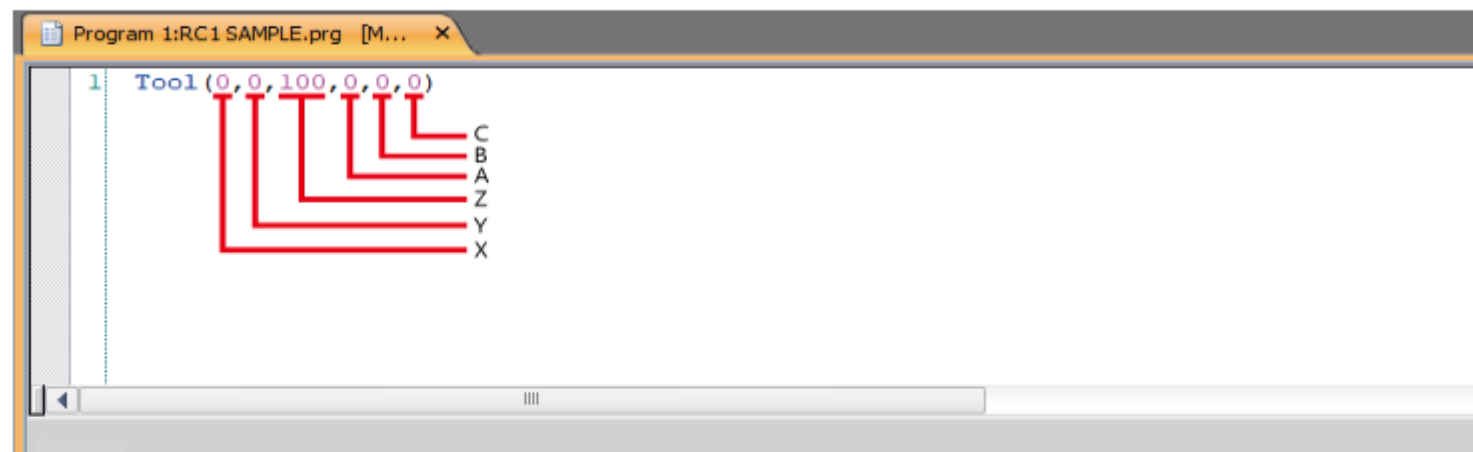 Program 1:RC1 SAMPLE.prg [M...
1 Tool(0,0,100,0,0,0)
C
B
A
Z
Y
X